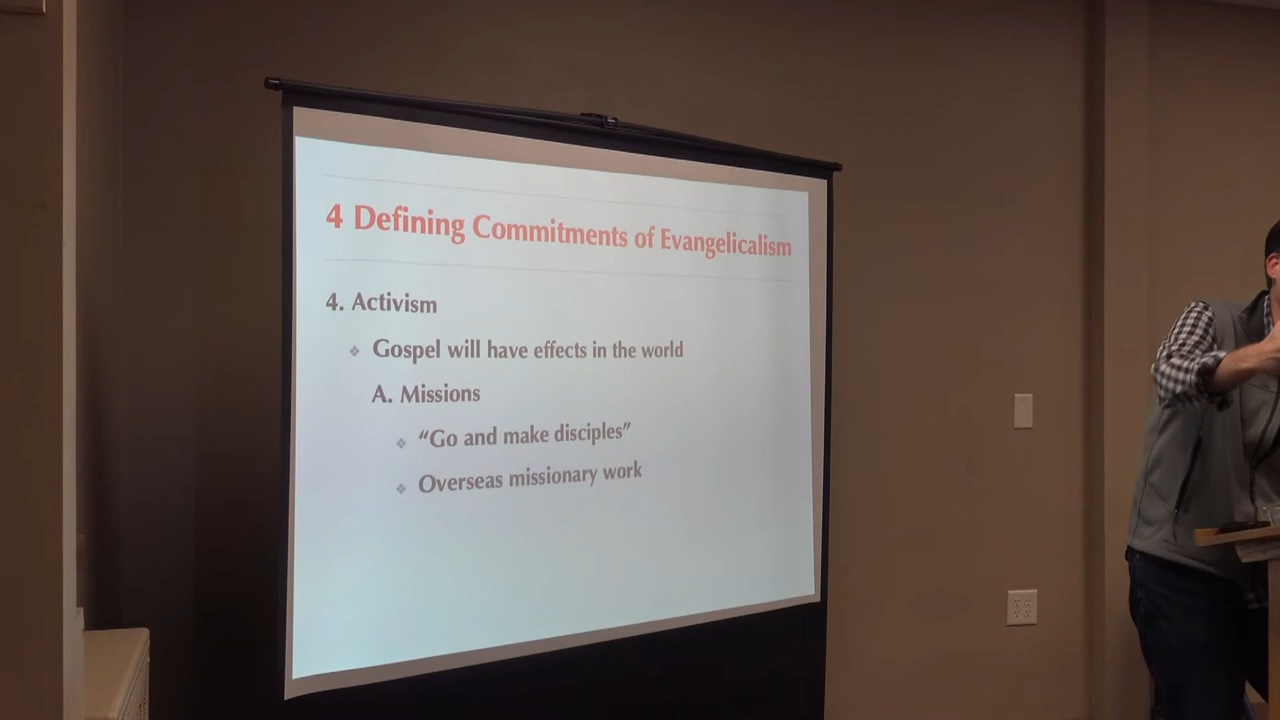 4 Defining Commitments of Evangelicalism
4. Activism
❖ Gospel will have effects in the world
A. Missions
❖ “Go and make disciples”
❖ Overseas missionary work